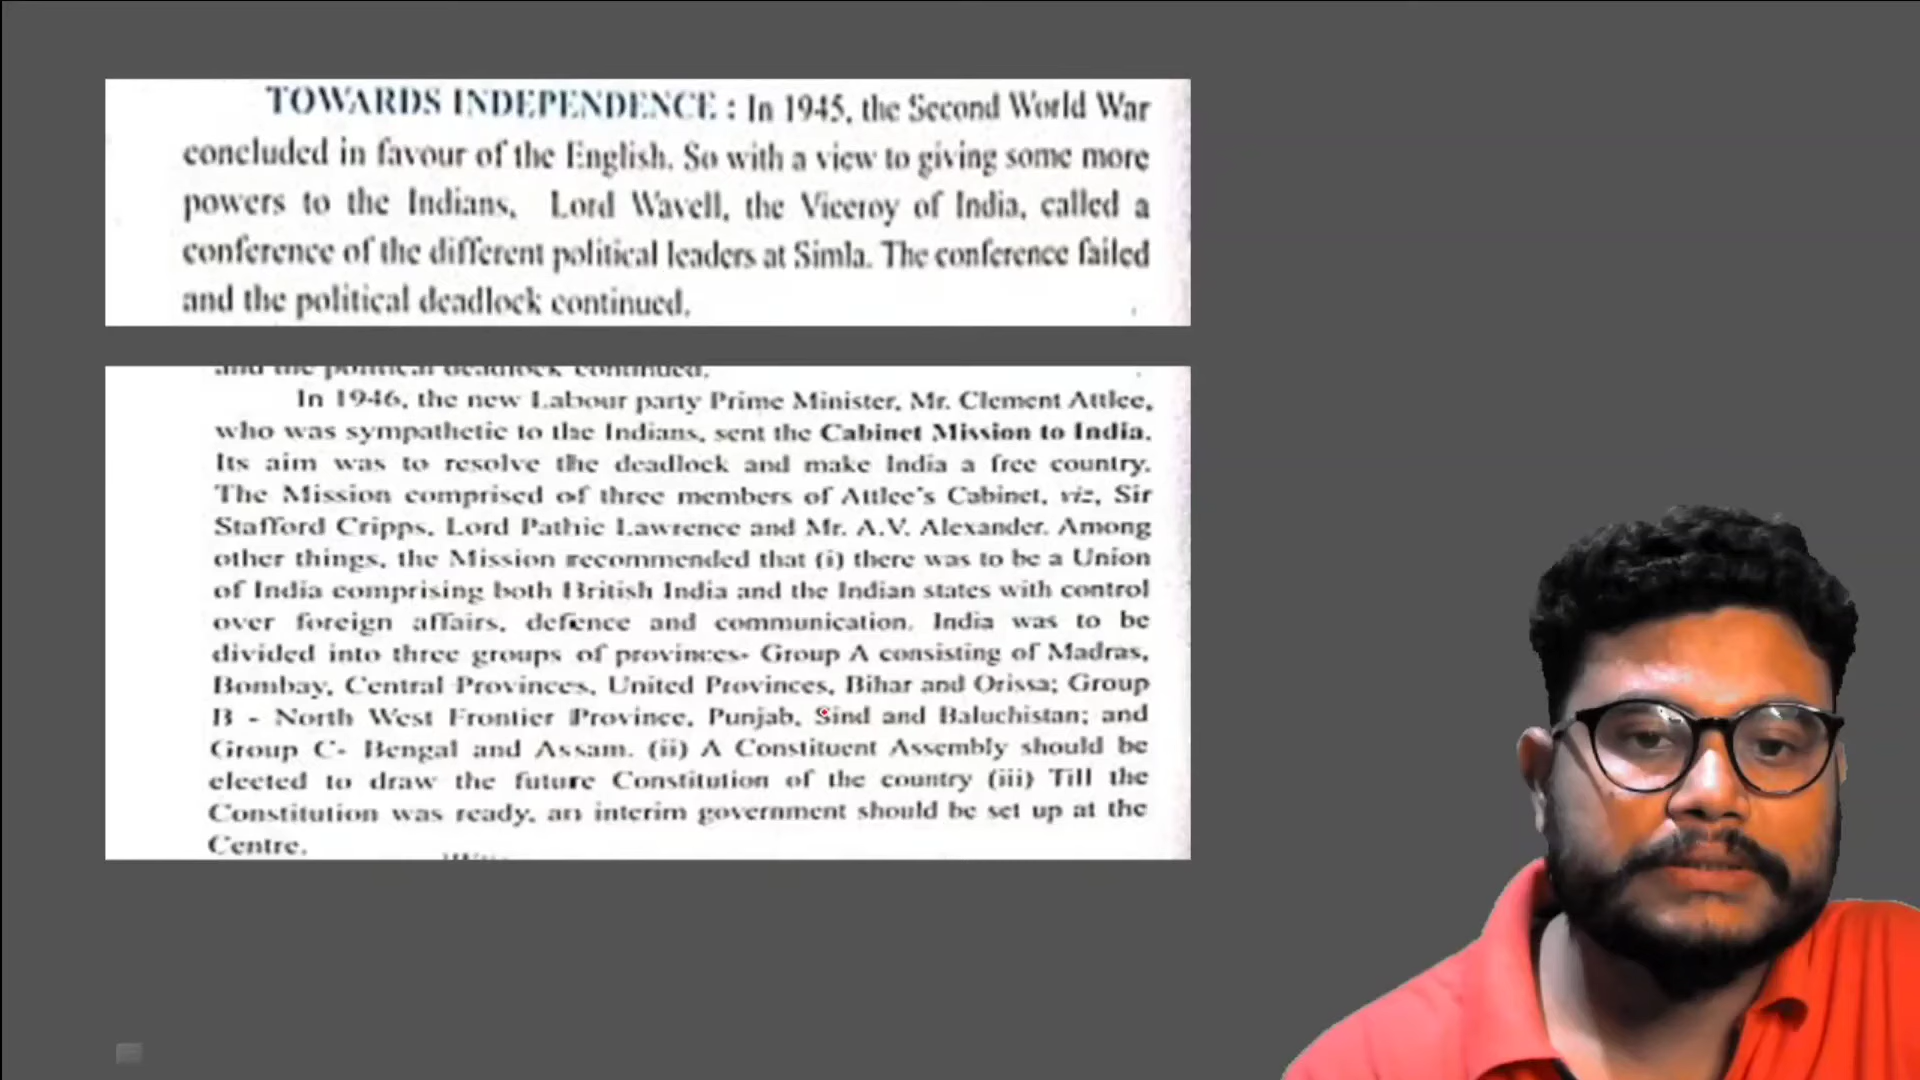 TOWARDS INDEPENDENCE : In 1945, the Second World War
concluded in favour of the English. So with a view to giving some more
powers to the Indians, Lord Wavell, the Viceroy of India, called a
conference of the different political leaders at Simla. The conference failed
and the political deadlock continued.
and the political deadlock continued.
In 1946, the new Labour party Prime Minister, Mr. Clement Attlee,
who was sympathetic to the Indians, sent the Cabinet Mission to India.
Its aim was to resolve the deadlock and make India a free country.
The Mission comprised of three members of Attlee's Cabinet, viz, Sir
Stafford Cripps, Lord Pathic Lawrence and Mr. A.V. Alexander. Among
other things, the Mission recommended that (i) there was to be a Union
of India comprising both British India and the Indian states with control
over foreign affairs, defence and communication. India was to be
divided into three groups of provinces- Group A consisting of Madras,
Bombay, Central Provinces, United Provinces, Bihar and Orissa; Group
B - North West Frontier Province, Punjab, Sind and Baluchistan; and
Group C- Bengal and Assam. (ii) A Constituent Assembly should be
elected to draw the future Constitution of the country (iii) Till the
Constitution was ready, an interim government should be set up at the
Centre.